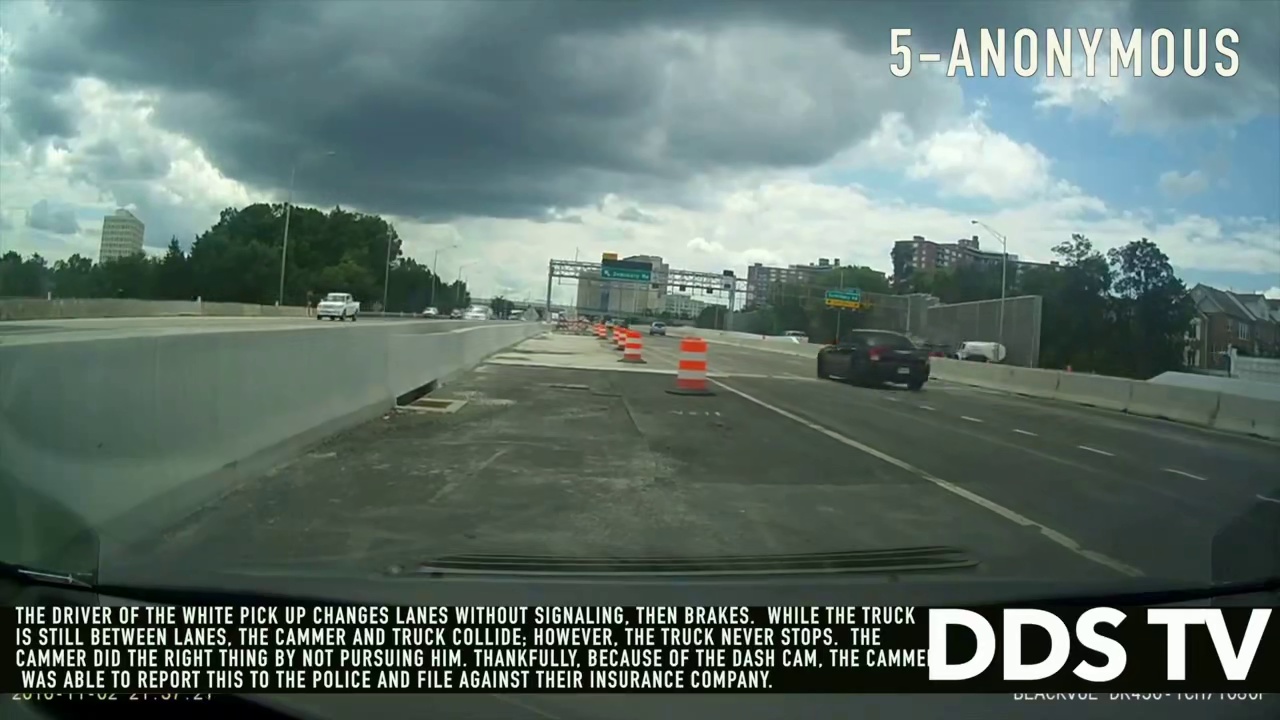 5-ANONYMOUS
THE DRIVER OF THE WHITE PICK UP CHANGES LANES WITHOUT SIGNALING, THEN BRAKES. WHILE THE TRUCK
IS STILL BETWEEN LANES, THE CAMMER AND TRUCK COLLIDE; HOWEVER, THE TRUCK NEVER STOPS. THE
CAMMER DID THE RIGHT THING BY NOT PURSUING HIM. THANKFULLY, BECAUSE OF THE DASH CAM, THE CAMMER
WAS ABLE TO REPORT THIS TO THE POLICE AND FILE AGAINST THEIR INSURANCE COMPANY.
DDS TV